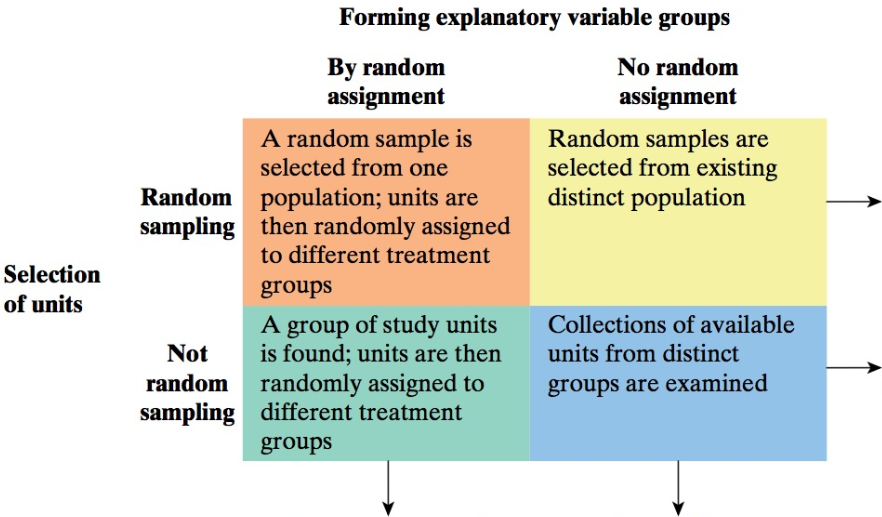 Forming explanatory variable groups
By random
assignment
No random
assignment
Selection
of units
Random
sampling
A random sample is
selected from one
population; units are
then randomly assigned
to different treatment
groups
Random samples are
selected from existing
distinct population
Not
random
sampling
A group of study units
is found; units are then
randomly assigned to
different treatment
groups
Collections of available
units from distinct
groups are examined